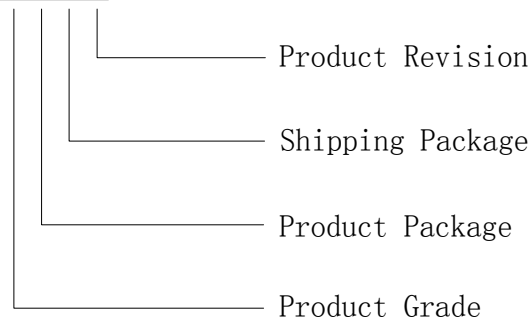 Product Revision
Shipping Package
Product Package
Product Grade